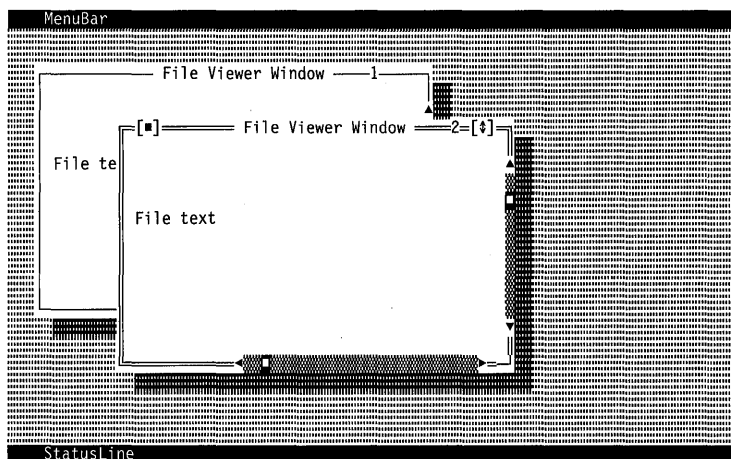 MenuBar
File Viewer Window 1
[■] File Viewer Window 2 [↕]
File te
File text
StatusLine